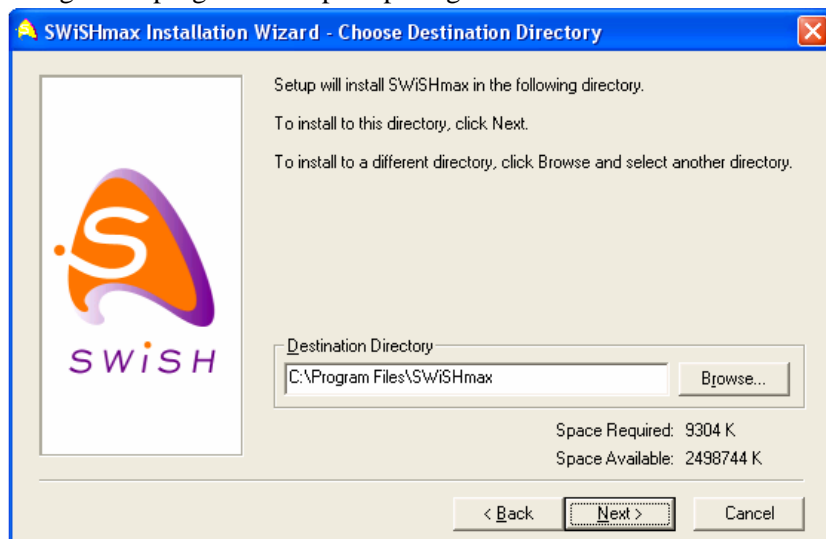 SWiSHmax Installation Wizard - Choose Destination Directory
Setup will install SWiSHmax in the following directory.
To install to this directory, click Next.
To install to a different directory, click Browse and select another directory.
S
SWiSH
Destination Directory
C:\Program Files\SWiSHmax
Browse...
Space Required: 9304 K
Space Available: 2498744 K
< Back
Next >
Cancel